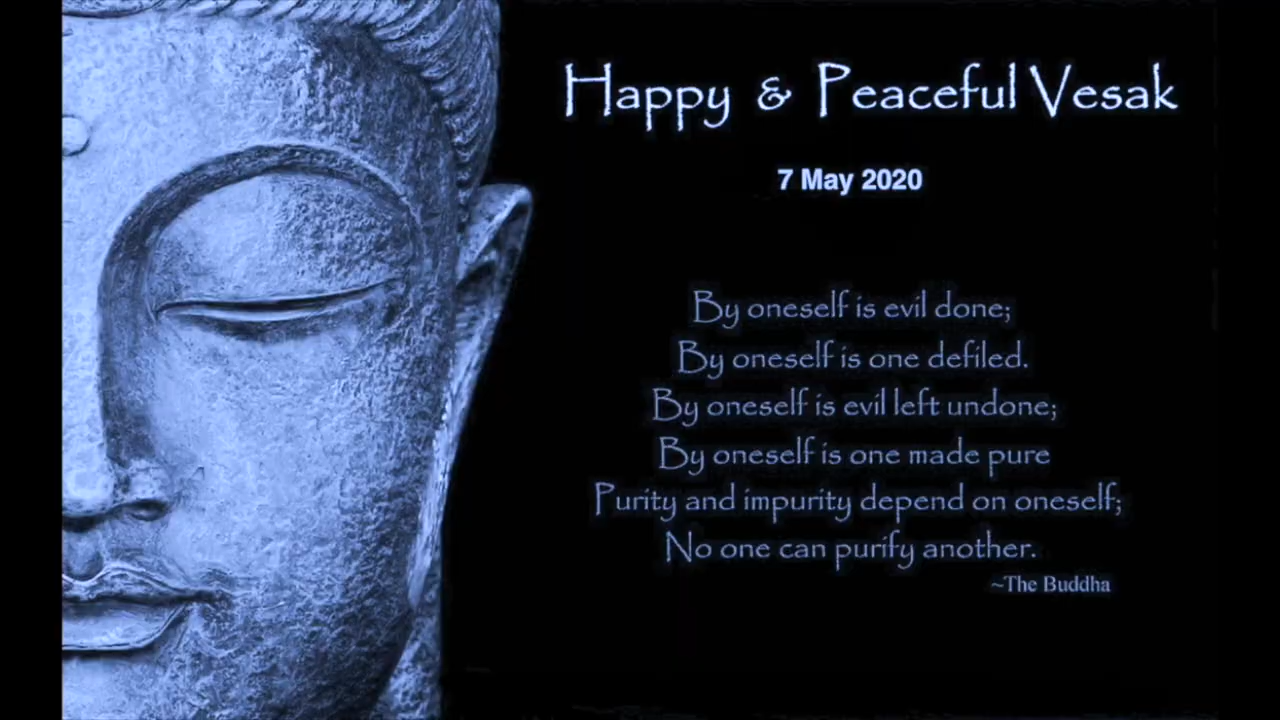 Happy & Peaceful Vesak
7 May 2020
By oneself is evil done;
By oneself is one defiled.
By oneself is evil left undone;
By oneself is one made pure
Purity and impurity depend on oneself;
No one can purify another.
~The Buddha